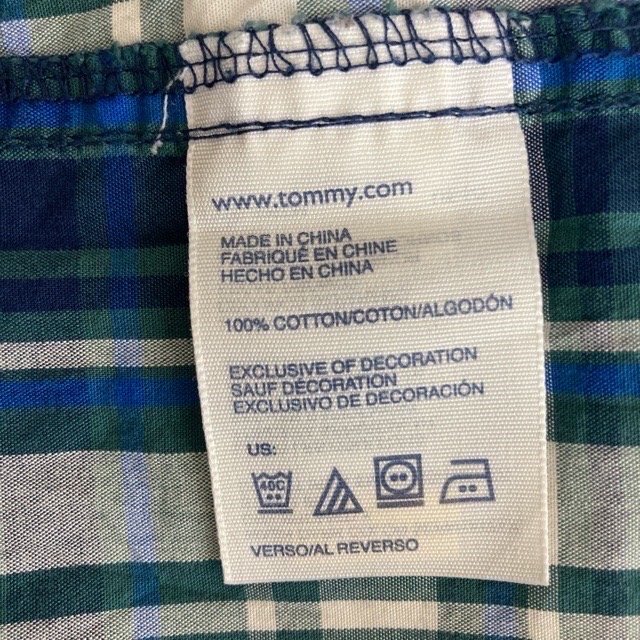 www.tommy.com
MADE IN CHINA
FABRIQUÉ EN CHINE
HECHO EN CHINA
100% COTTON/COTON/ALGODÓN
EXCLUSIVE OF DECORATION
SAUF DÉCORATION
EXCLUSIVO DE DECORACIÓN
US:
40C
VERSO/AL REVERSO